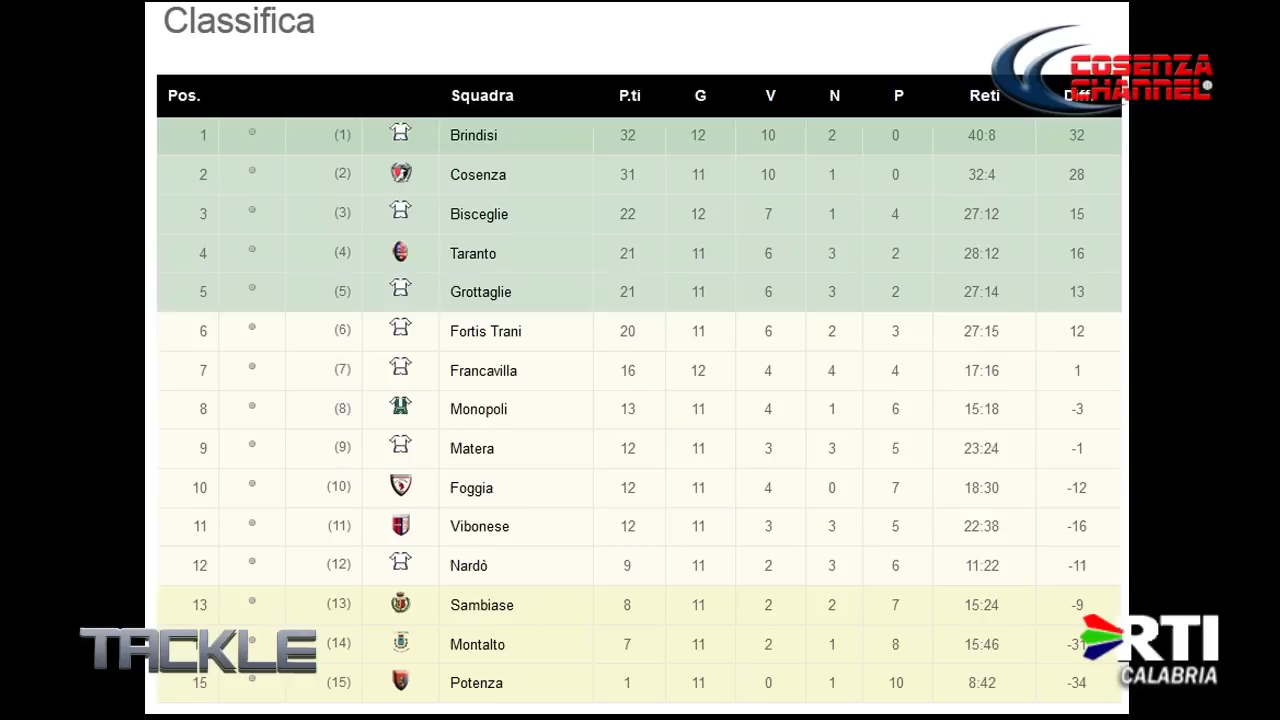 Classifica
COSENZA CHANNEL
Pos. Squadra P.ti G V N P Reti Diff.
1 (1) Brindisi 32 12 10 2 0 40:8 32
2 (2) Cosenza 31 11 10 1 0 32:4 28
3 (3) Bisceglie 22 12 7 1 4 27:12 15
4 (4) Taranto 21 11 6 3 2 28:12 16
5 (5) Grottaglie 21 11 6 3 2 27:14 13
6 (6) Fortis Trani 20 11 6 2 3 27:15 12
7 (7) Francavilla 16 12 4 4 4 17:16 1
8 (8) Monopoli 13 11 4 1 6 15:18 -3
9 (9) Matera 12 11 3 3 5 23:24 -1
10 (10) Foggia 12 11 4 0 7 18:30 -12
11 (11) Vibonese 12 11 3 3 5 22:38 -16
12 (12) Nardò 9 11 2 3 6 11:22 -11
13 (13) Sambiase 8 11 2 2 7 15:24 -9
(14) Montalto 7 11 2 1 8 15:46 -31
15 (15) Potenza 1 11 0 1 10 8:42 -34
TACKLE
RTI
CALABRIA